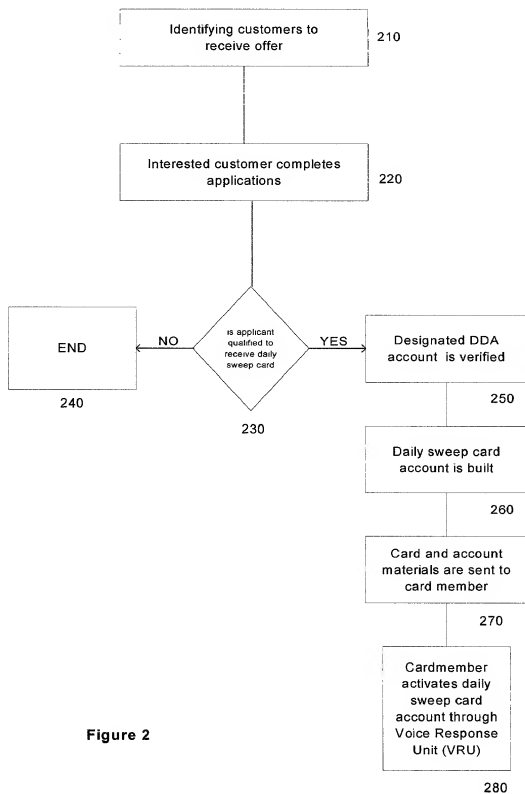 Identifying customers to
receive offer
210
Interested customer completes
applications
220
is applicant
qualified to
receive daily
sweep card
NO
YES
END
240
230
Designated DDA
account is verified
250
Daily sweep card
account is built
260
Card and account
materials are sent to
card member
270
Cardmember
activates daily
sweep card
account through
Voice Response
Unit (VRU)
280
Figure 2